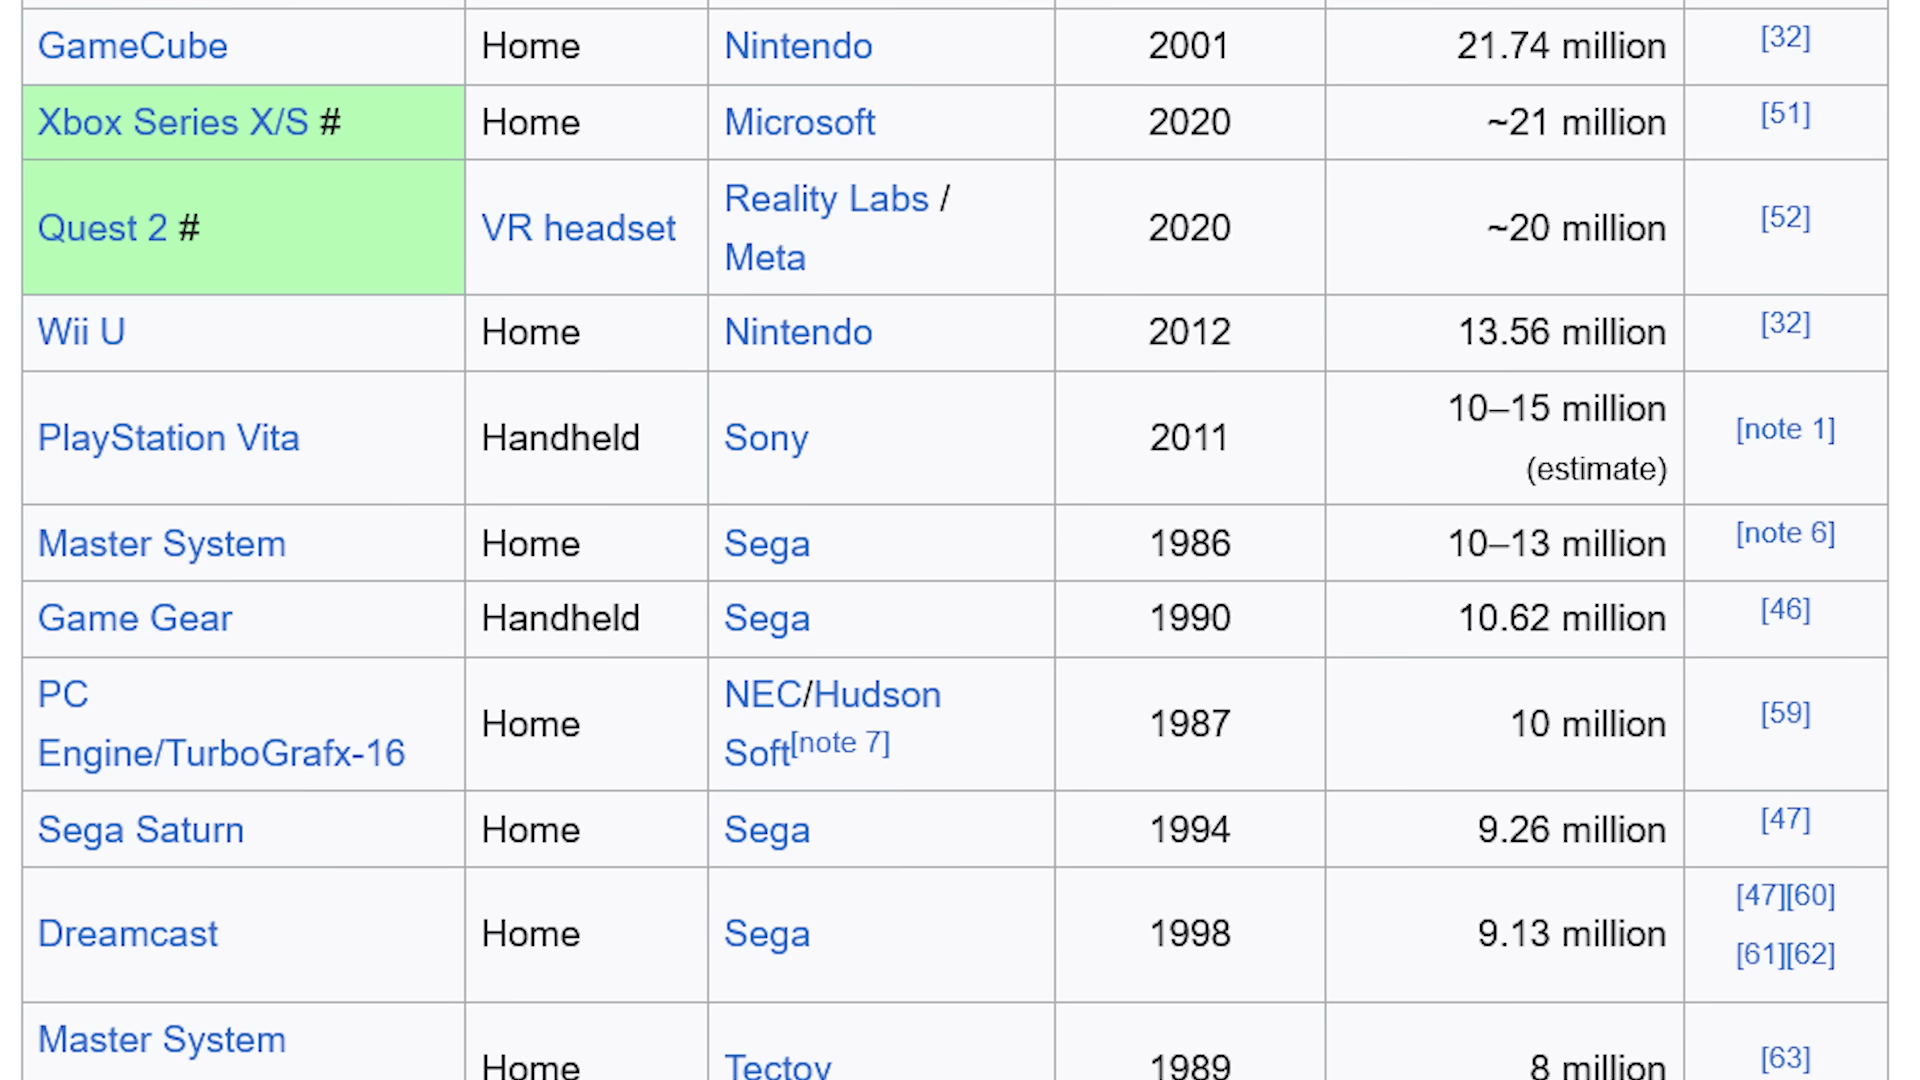 GameCube Home Nintendo 2001 21.74 million [32]
Xbox Series X/S # Home Microsoft 2020 ~21 million [51]
Quest 2 # VR headset Reality Labs / Meta 2020 ~20 million [52]
Wii U Home Nintendo 2012 13.56 million [32]
PlayStation Vita Handheld Sony 2011 10–15 million (estimate) [note 1]
Master System Home Sega 1986 10–13 million [note 6]
Game Gear Handheld Sega 1990 10.62 million [46]
PC Engine/TurboGrafx-16 Home NEC/Hudson Soft[note 7] 1987 10 million [59]
Sega Saturn Home Sega 1994 9.26 million [47]
Dreamcast Home Sega 1998 9.13 million [47][60][61][62]
Master System Home Tectoy 1989 8 million [63]